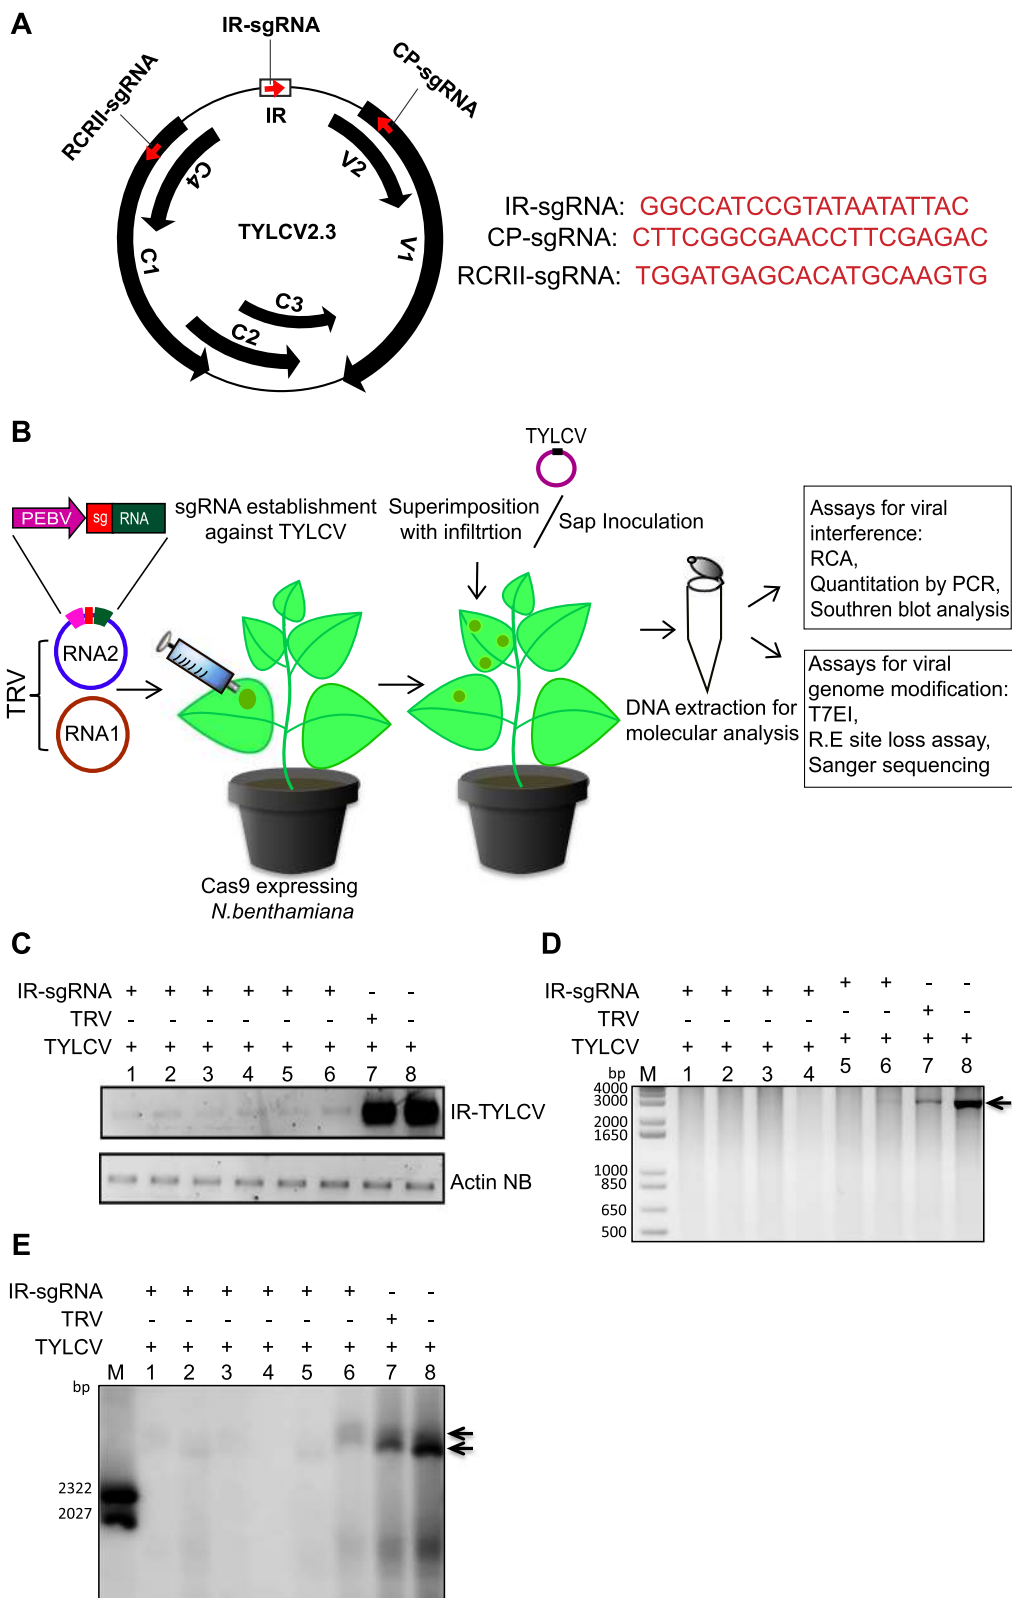 A
IR-sgRNA
CP-sgRNA
RCRII-sgRNA
IR
V2
C4
TYLCV2.3
V1
C1
C3
C2
IR-sgRNA: GGCCATCCGTATAATATTAC
CP-sgRNA: CTTCGGCGAACCTTCGAGAC
RCRII-sgRNA: TGGATGAGCACATGCAAGTG
B
TYLCV
PEBV sg RNA
sgRNA establishment
against TYLCV
Superimposition
with infiltrtion
Sap Inoculation
Assays for viral
interference:
RCA,
Quantitation by PCR,
Southren blot analysis
TRV
RNA2
RNA1
DNA extraction for
molecular analysis
Assays for viral
genome modification:
T7EI,
R.E site loss assay,
Sanger sequencing
Cas9 expressing
N.benthamiana
C
IR-sgRNA + + + + + + - -
TRV - - - - - - + -
TYLCV + + + + + + + +
1 2 3 4 5 6 7 8
IR-TYLCV
Actin NB
D
IR-sgRNA + + + + + + - -
TRV - - - - - - + -
TYLCV + + + + + + + +
bp M 1 2 3 4 5 6 7 8
4000
3000
2000
1650
1000
850
650
500
E
IR-sgRNA + + + + + + - -
TRV - - - - - - + -
TYLCV + + + + + + + +
M 1 2 3 4 5 6 7 8
bp
2322
2027